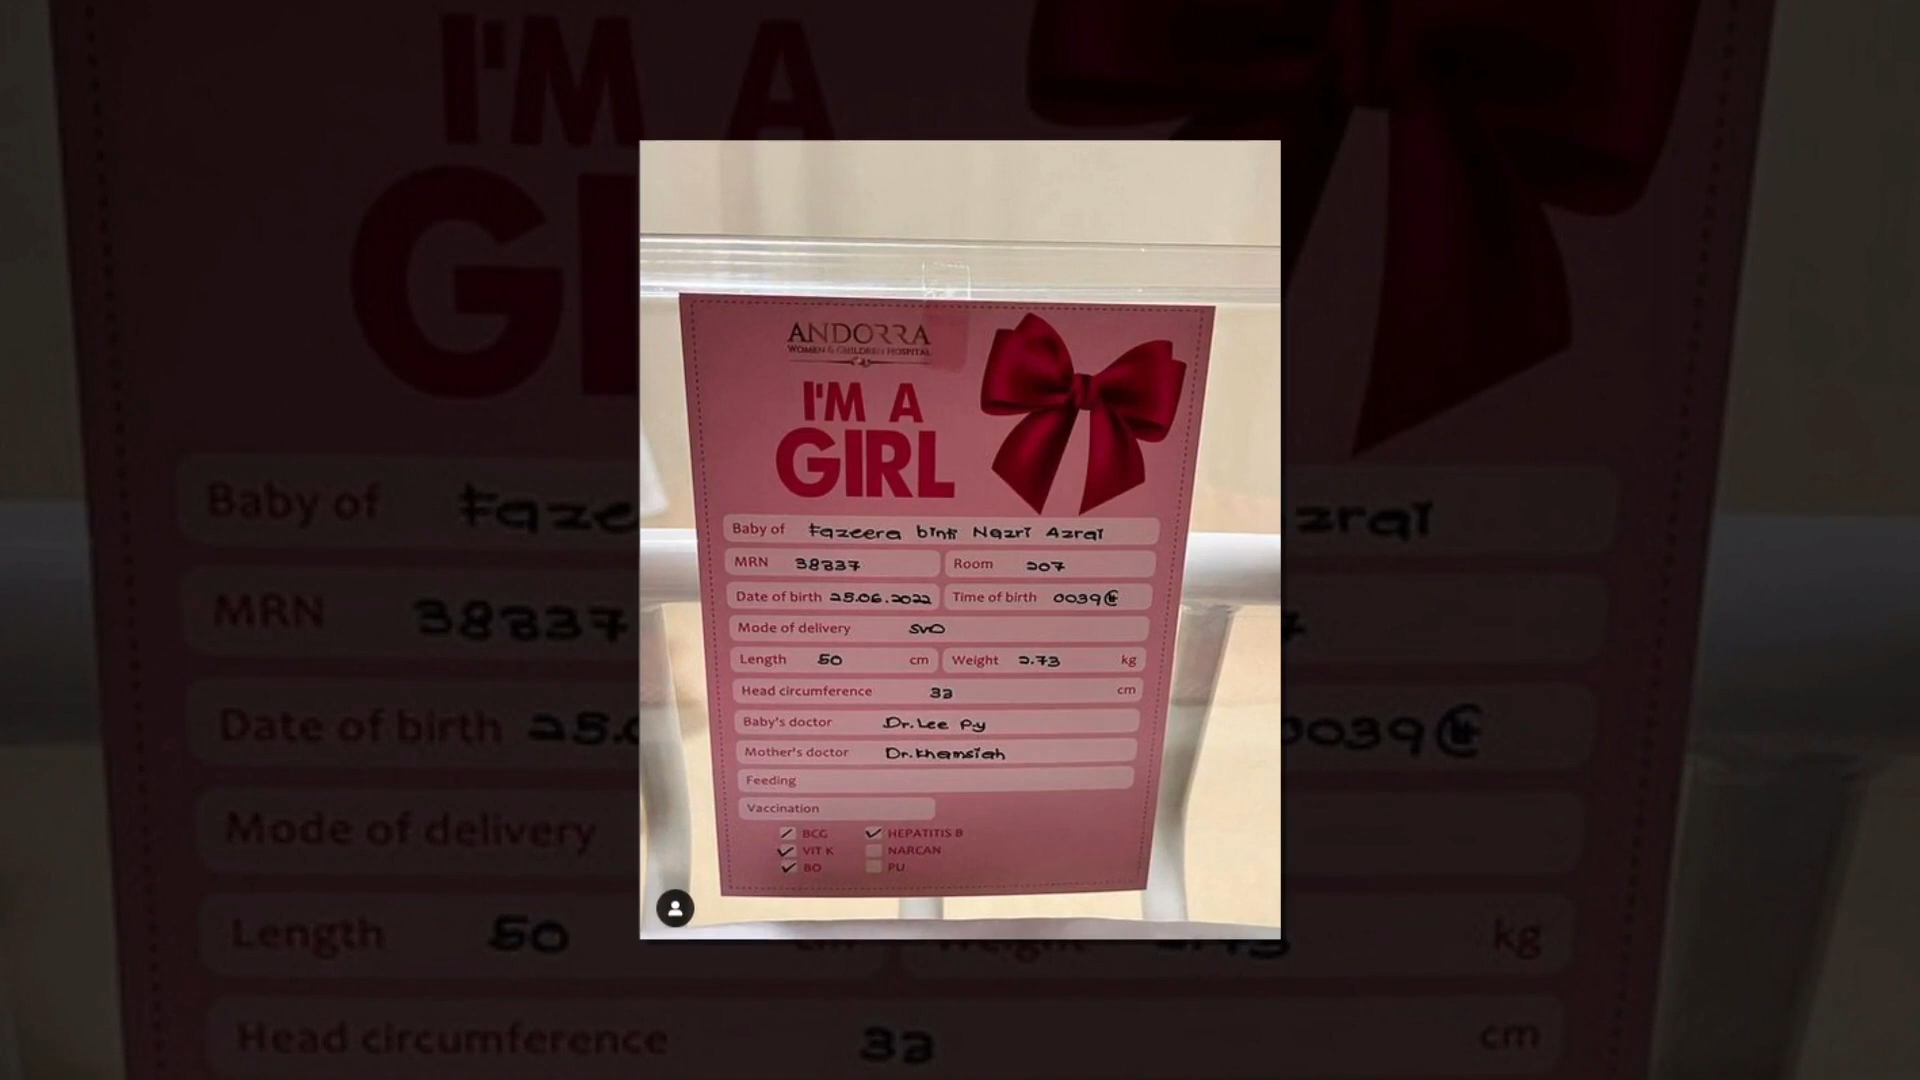 ANDORRA
WOMEN & CHILDREN HOSPITAL
I'M A
GIRL
Baby of Fazeera binti Nazri Azrai
MRN 38337 Room 207
Date of birth 25.06.2022 Time of birth 0039
Mode of delivery SVD
Length 50 cm Weight 2.73 kg
Head circumference 33 cm
Baby's doctor Dr. Lee P.y
Mother's doctor Dr. Khamsiah
Feeding
Vaccination
BCG HEPATITIS B
VIT K NARCAN
BO PU